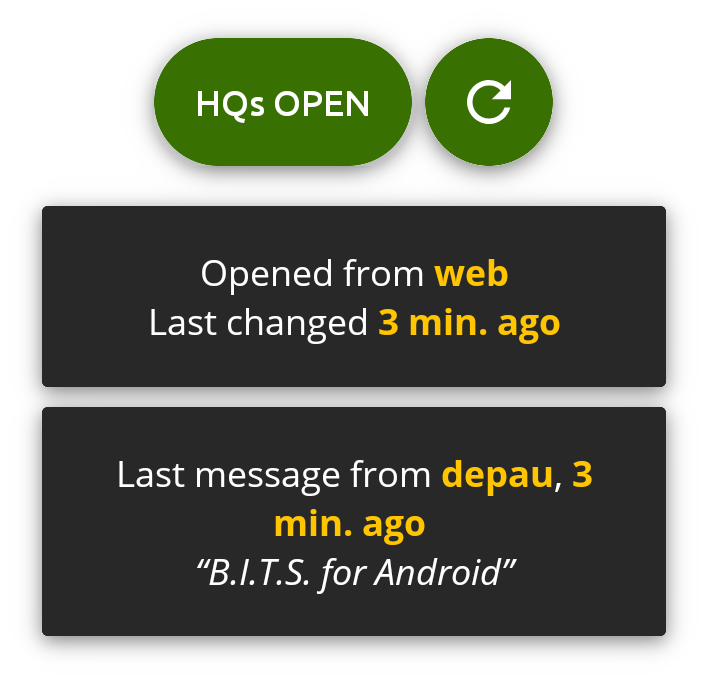 HQs OPEN
Opened from web
Last changed 3 min. ago
Last message from depau, 3
min. ago
“B.I.T.S. for Android”